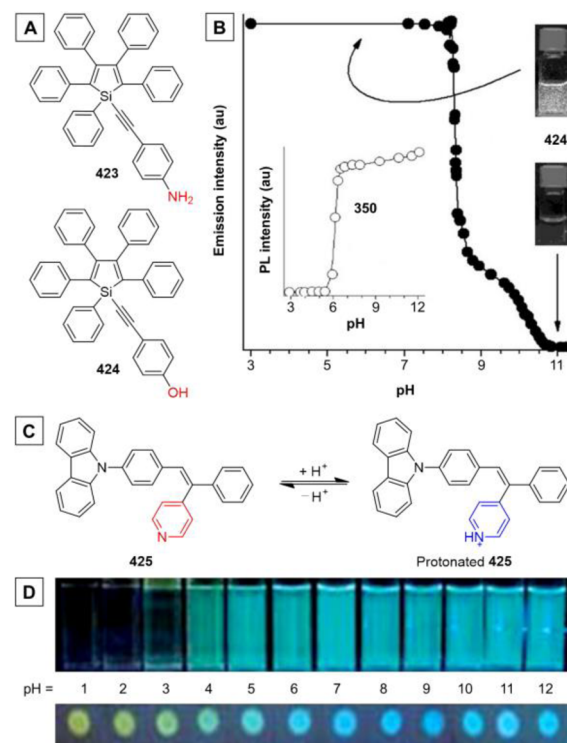 A
Si
423
NH2
Si
424
OH
B
Emission intensity (au)
PL intensity (au)
350
3 6 9 12
pH
424
3 7 9 11
pH
C
N
N
425
+ H+
– H+
N
HN+
Protonated 425
D
pH = 1 2 3 4 5 6 7 8 9 10 11 12